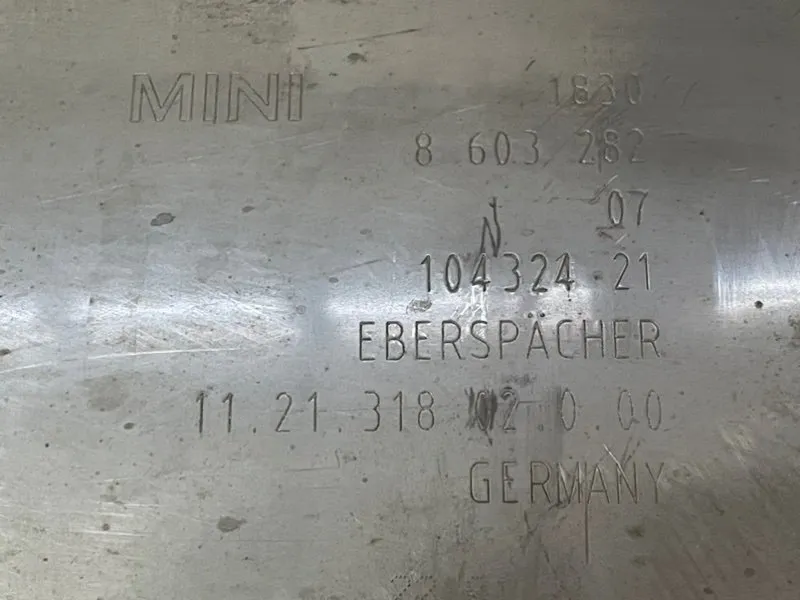 MINI 1830
8 603 282
N 07
104324 21
EBERSPÄCHER
11.21.318 02.0.00
GERMANY